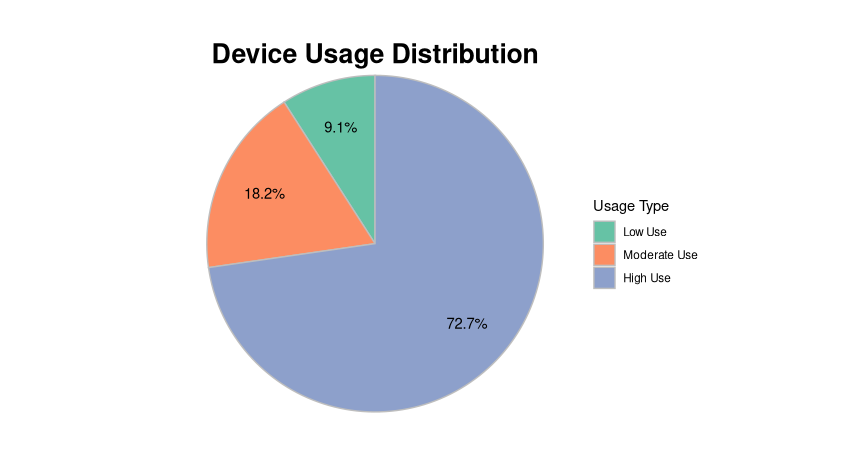 Device Usage Distribution
9.1%
18.2%
72.7%
Usage Type
Low Use
Moderate Use
High Use